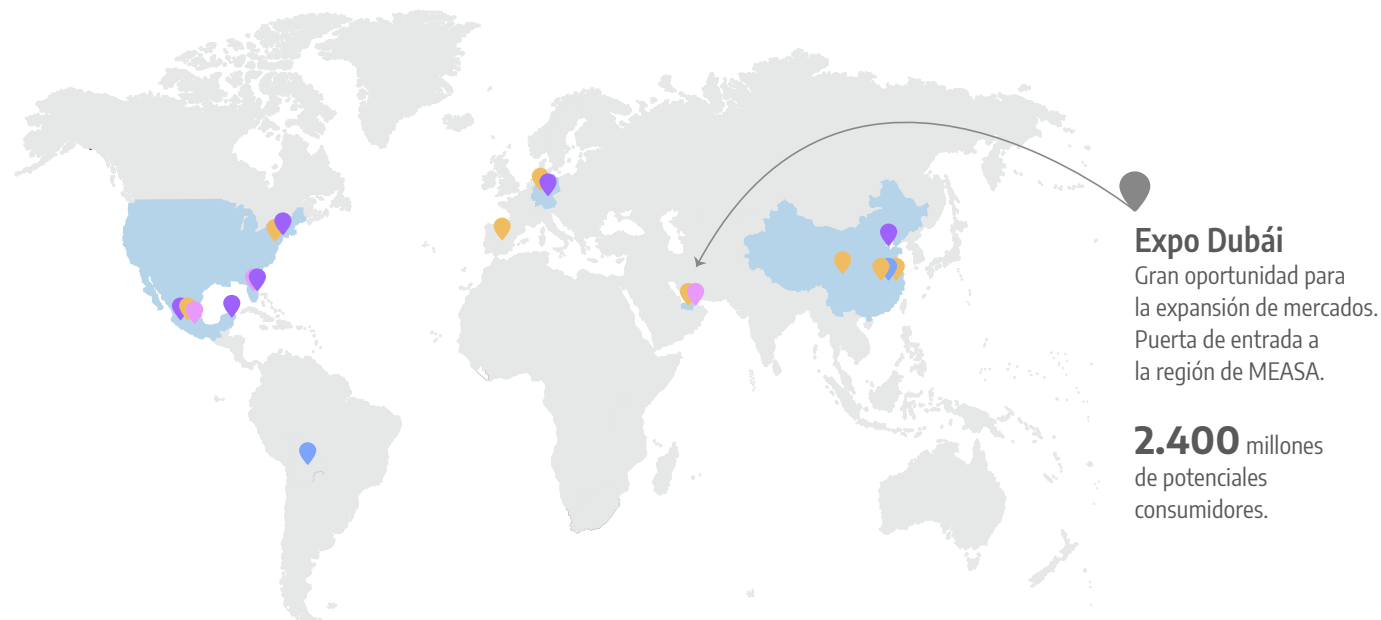 Expo Dubái
Gran oportunidad para
la expansión de mercados.
Puerta de entrada a
la región de MEASA.
2.400 millones
de potenciales
consumidores.